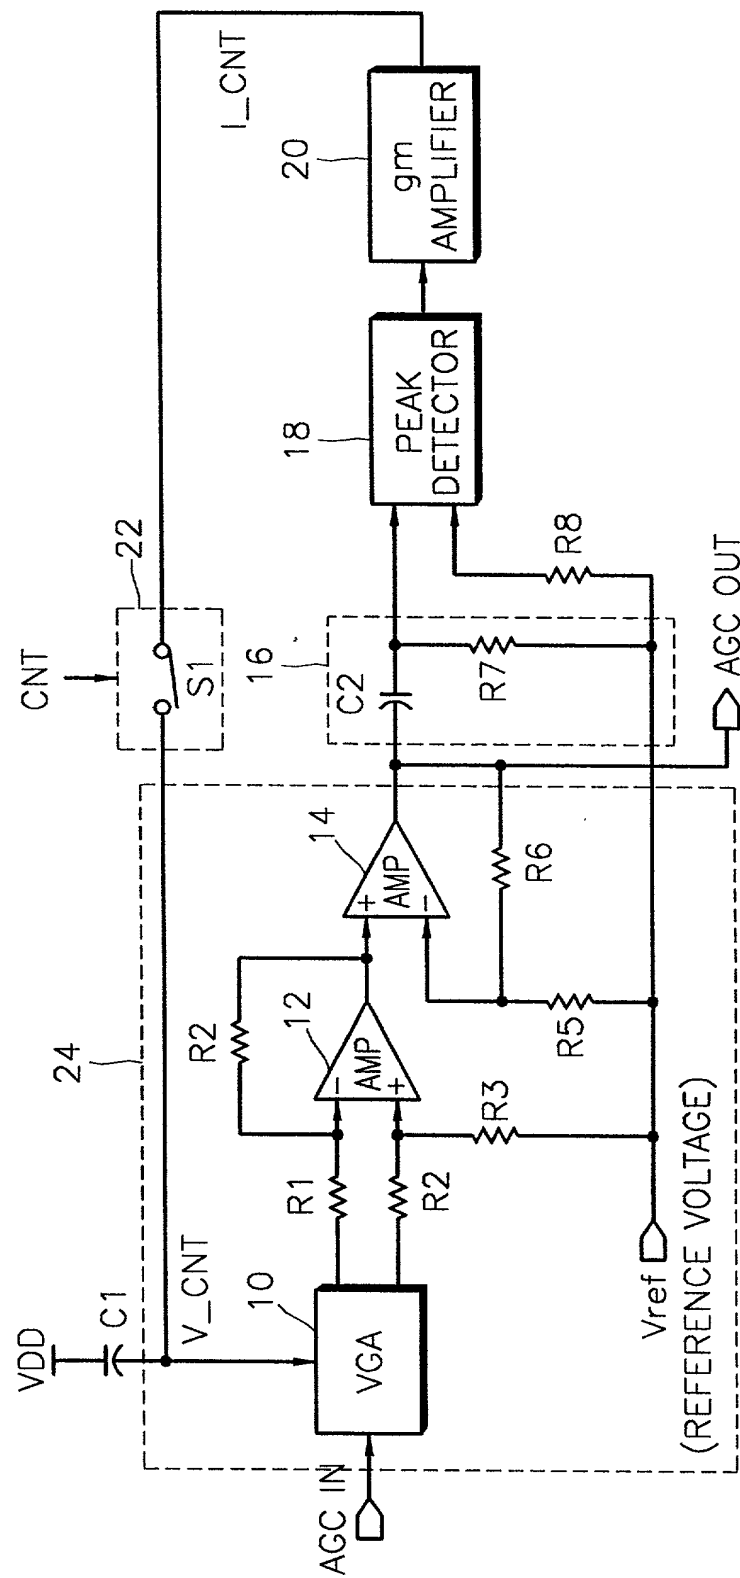 VDD
C1
V_CNT
24
CNT
22
S1
I_CNT
AGC IN
10
VGA
R1
R2
R2
12
AMP
-
+
R3
14
AMP
+
-
R5
R6
16
C2
R7
R8
18
PEAK
DETECTOR
20
gm
AMPLIFIER
Vref
(REFERENCE VOLTAGE)
AGC OUT